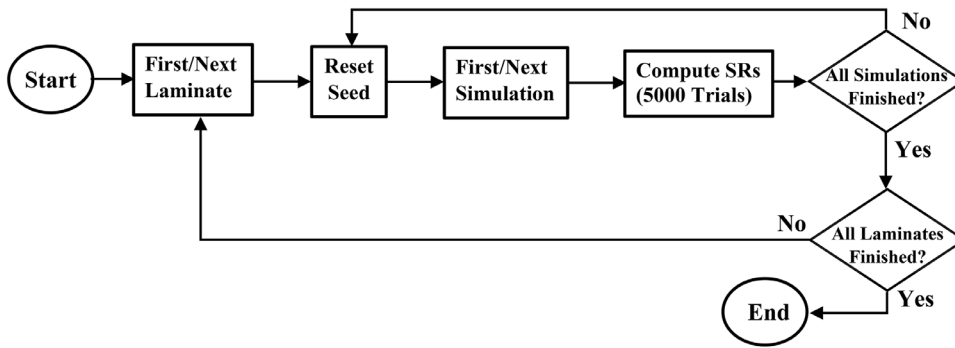 No
Start
First/Next
Laminate
Reset
Seed
First/Next
Simulation
Compute SRs
(5000 Trials)
All Simulations
Finished?
Yes
No
All Laminates
Finished?
Yes
End